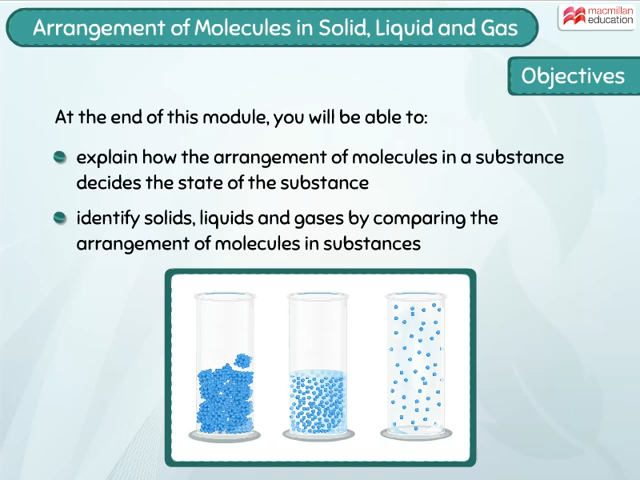 Arrangement of Molecules in Solid, Liquid and Gas
macmillan
education
Objectives
At the end of this module, you will be able to:
explain how the arrangement of molecules in a substance
decides the state of the substance
identify solids, liquids and gases by comparing the
arrangement of molecules in substances